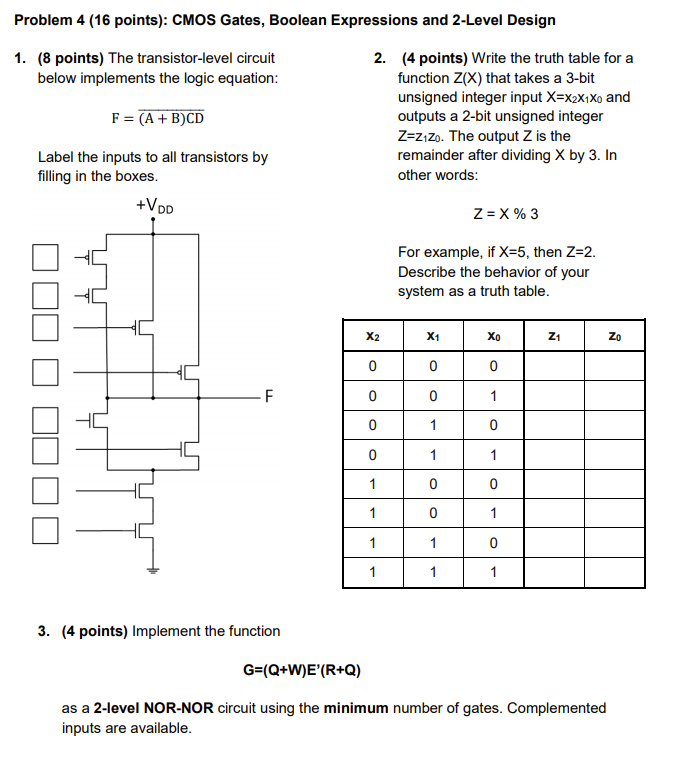 Problem 4 (16 points): CMOS Gates, Boolean Expressions and 2-Level Design
1. (8 points) The transistor-level circuit
below implements the logic equation:
F = (A + B)CD
Label the inputs to all transistors by
filling in the boxes.
+VDD
F
2. (4 points) Write the truth table for a
function Z(X) that takes a 3-bit
unsigned integer input X=X2X1X0 and
outputs a 2-bit unsigned integer
Z=Z1Z0. The output Z is the
remainder after dividing X by 3. In
other words:
Z = X % 3
For example, if X=5, then Z=2.
Describe the behavior of your
system as a truth table.
X2 X1 X0 Z1 Z0
0 0 0
0 0 1
0 1 0
0 1 1
1 0 0
1 0 1
1 1 0
1 1 1
3. (4 points) Implement the function
G=(Q+W)E'(R+Q)
as a 2-level NOR-NOR circuit using the minimum number of gates. Complemented
inputs are available.